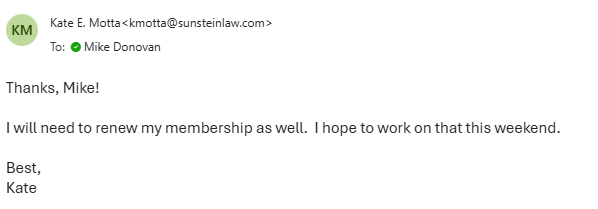 KM
Kate E. Motta<kmotta@sunsteinlaw.com>
To: Mike Donovan
Thanks, Mike!
I will need to renew my membership as well.  I hope to work on that this weekend.
Best,
Kate